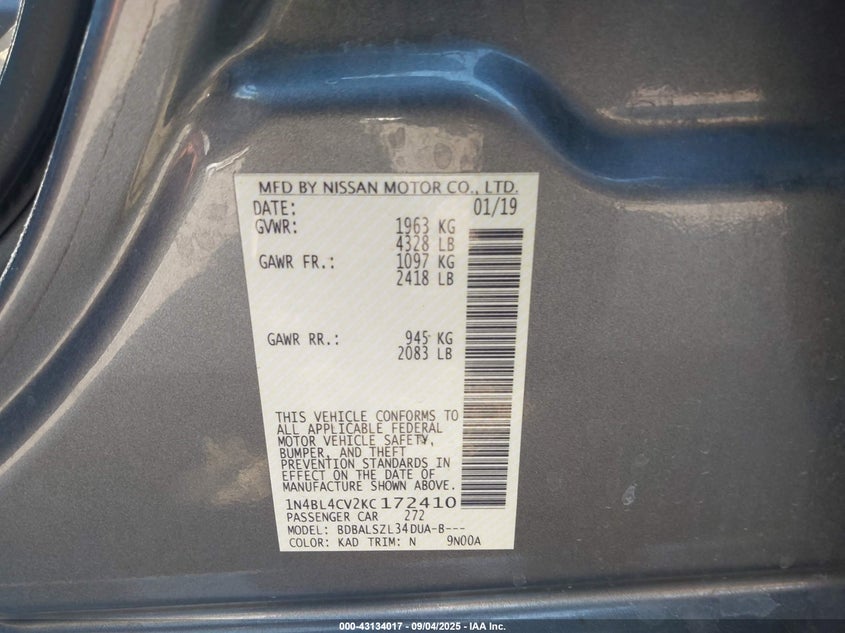 MFD BY NISSAN MOTOR CO., LTD.
DATE: 01/19
GVWR: 1963 KG
4328 LB
GAWR FR.: 1097 KG
2418 LB
GAWR RR.: 945 KG
2083 LB
THIS VEHICLE CONFORMS TO
ALL APPLICABLE FEDERAL
MOTOR VEHICLE SAFETY,
BUMPER, AND THEFT
PREVENTION STANDARDS IN
EFFECT ON THE DATE OF
MANUFACTURE SHOWN ABOVE.
1N4BL4CV2KC172410
PASSENGER CAR 272
MODEL: BDBALSZL34DUA-B---
COLOR: KAD TRIM: N 9N00A
000-43134017 - 09/04/2025 - IAA Inc.